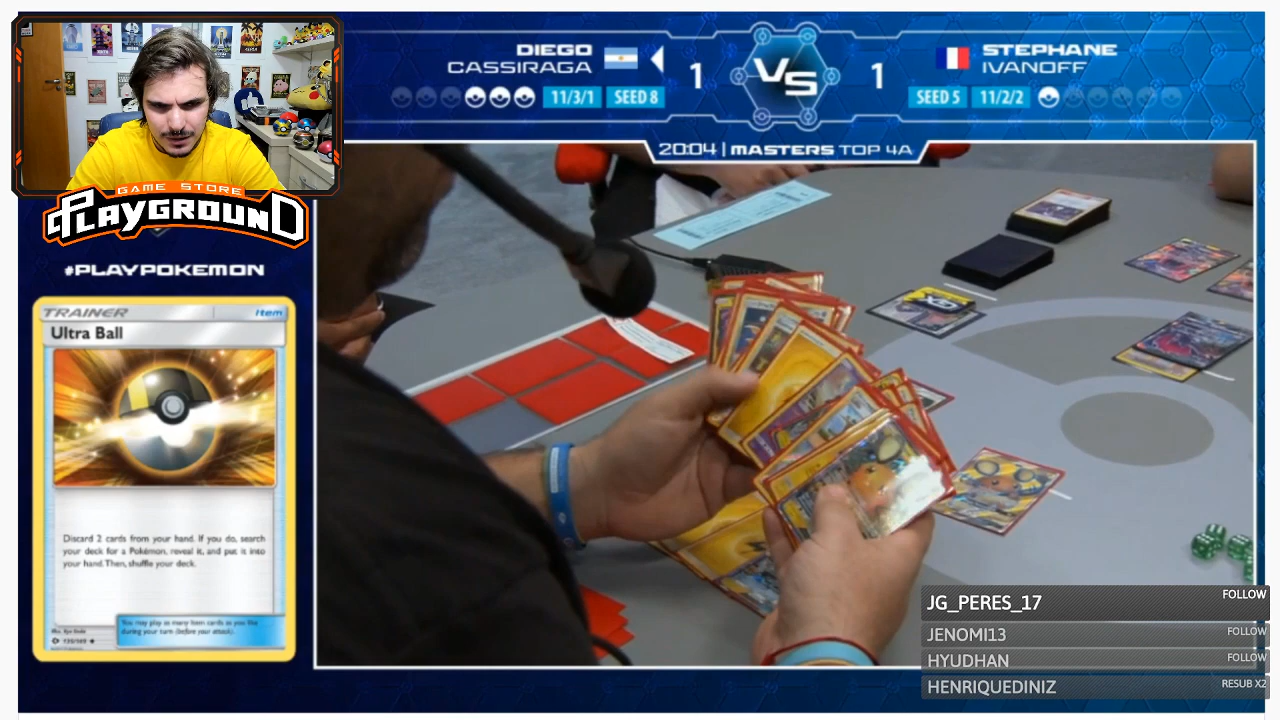 DIEGO
CASSIRAGA
11/3/1
SEED 8
1
VS
1
STEPHANE
IVANOFF
SEED 5
11/2/2
20:04 | MASTERS TOP 4A
GAME STORE
PLAYGROUND
#PLAYPOKEMON
TRAINER
Item
Ultra Ball
Discard 2 cards from your hand. If you do, search
your deck for a Pokémon, reveal it, and put it into
your hand. Then, shuffle your deck.
You may play as many Item cards as you like
during your turn (before your attack).
GX
JG_PERES_17
FOLLOW
JENOMI13
FOLLOW
HYUDHAN
FOLLOW
HENRIQUEDINIZ
RESUB X2